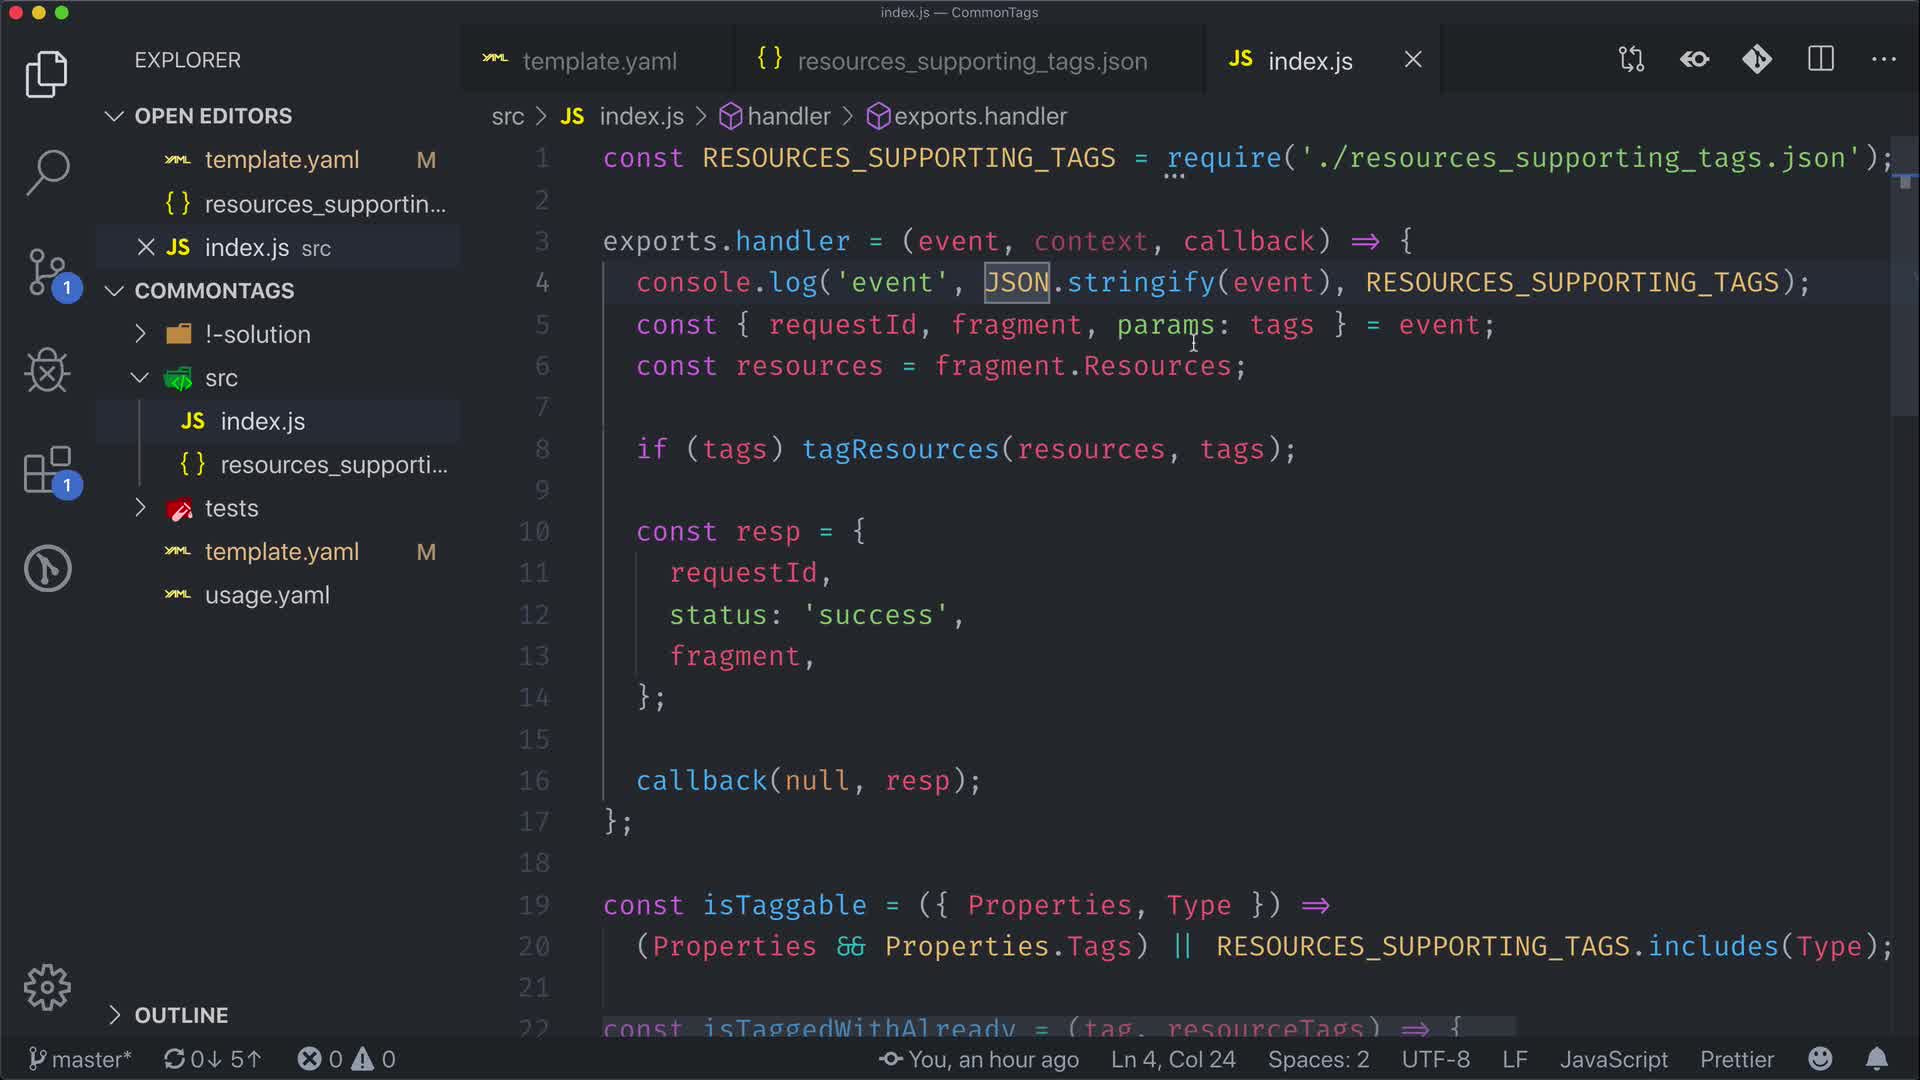 index.js — CommonTags
EXPLORER
OPEN EDITORS
template.yaml M
resources_supportin...
index.js src
COMMONTAGS
!-solution
src
index.js
resources_supporti...
tests
template.yaml M
usage.yaml
OUTLINE
template.yaml
resources_supporting_tags.json
JS index.js
src > JS index.js > handler > exports.handler
1 const RESOURCES_SUPPORTING_TAGS = require('./resources_supporting_tags.json');
2
3 exports.handler = (event, context, callback) => {
4 console.log('event', JSON.stringify(event), RESOURCES_SUPPORTING_TAGS);
5 const { requestId, fragment, params: tags } = event;
6 const resources = fragment.Resources;
7
8 if (tags) tagResources(resources, tags);
9
10 const resp = {
11 requestId,
12 status: 'success',
13 fragment,
14 };
15
16 callback(null, resp);
17 };
18
19 const isTaggable = ({ Properties, Type }) =>
20 (Properties && Properties.Tags) || RESOURCES_SUPPORTING_TAGS.includes(Type);
21
22 const isTaggedWithAlready = (tag, resourceTags) => {
master* 0↓ 5↑ 0 0 You, an hour ago Ln 4, Col 24 Spaces: 2 UTF-8 LF JavaScript Prettier